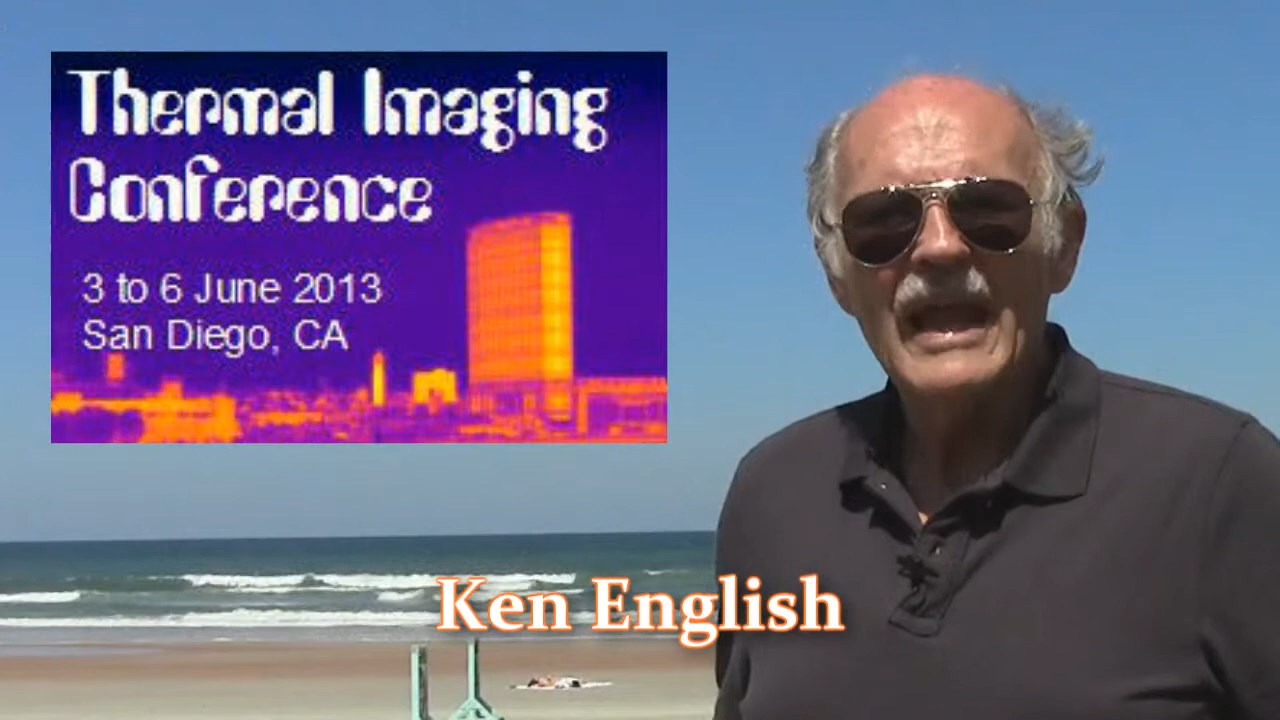 Thermal Imaging
Conference
3 to 6 June 2013
San Diego, CA
Ken English